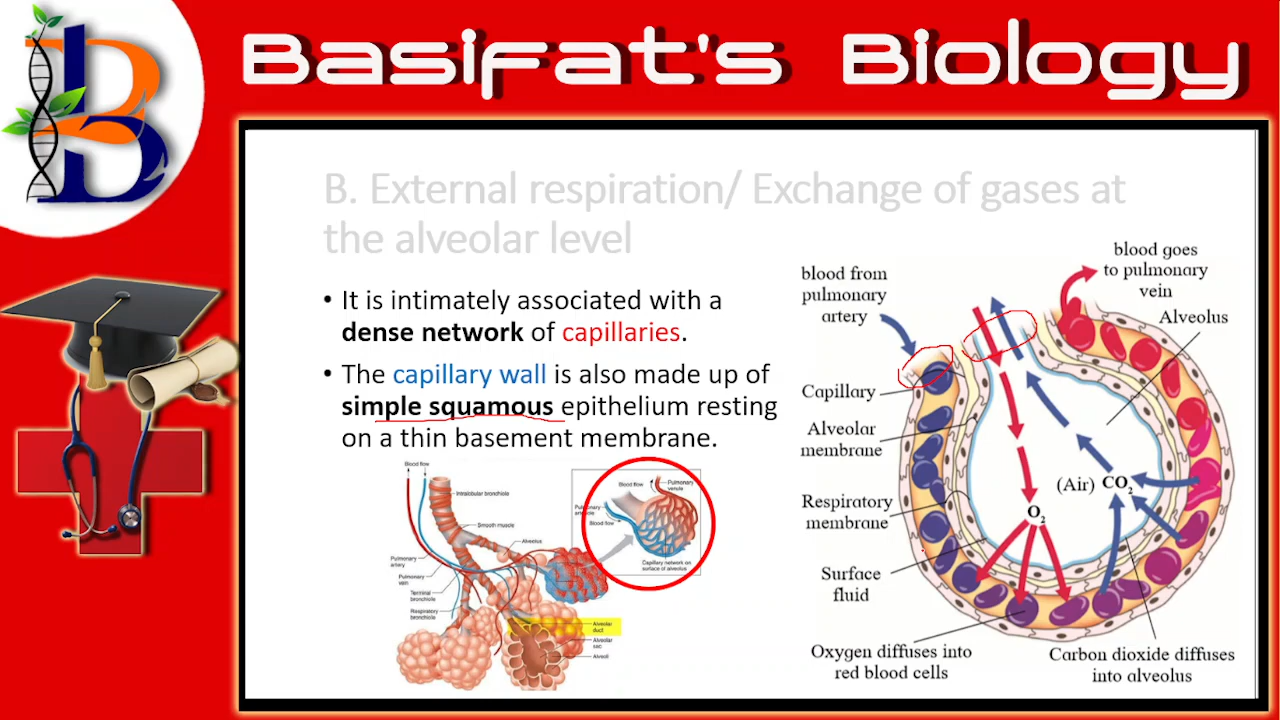 Basifat's Biology
B. External respiration/ Exchange of gases at
the alveolar level
• It is intimately associated with a
dense network of capillaries.
• The capillary wall is also made up of
simple squamous epithelium resting
on a thin basement membrane.
Blood flow
Intralobular bronchiole
Smooth muscle
Alveolus
Pulmonary
artery
Pulmonary
vein
Terminal
bronchiole
Respiratory
bronchiole
Alveolar
duct
Alveolar
sac
Alveoli
Blood flow
Pulmonary
venule
Pulmonary
arteriole
Blood flow
Capillary network on
surface of alveolus
blood from
pulmonary
artery
blood goes
to pulmonary
vein
Alveolus
Capillary
Alveolar
membrane
Respiratory
membrane
Surface
fluid
(Air) CO2
O2
Oxygen diffuses into
red blood cells
Carbon dioxide diffuses
into alveolus